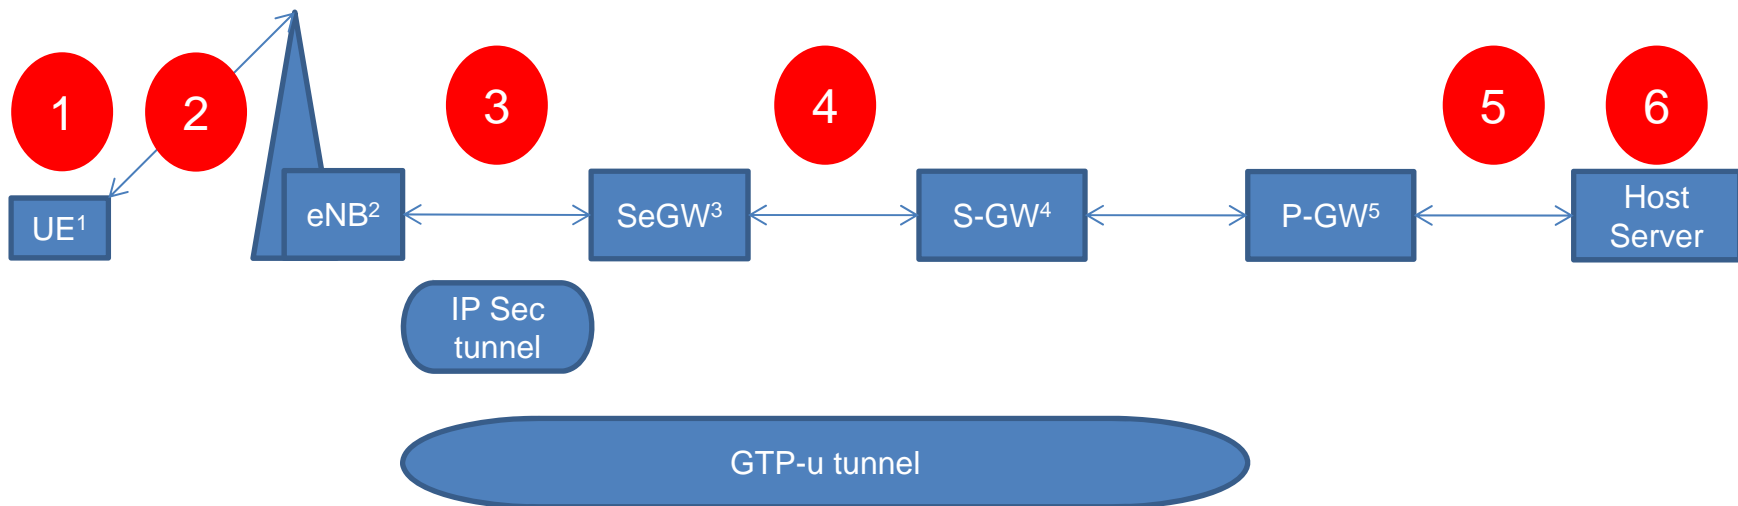 1
2
3
4
5
6
UE¹
eNB²
SeGW³
S-GW⁴
P-GW⁵
Host
Server
IP Sec
tunnel
GTP-u tunnel